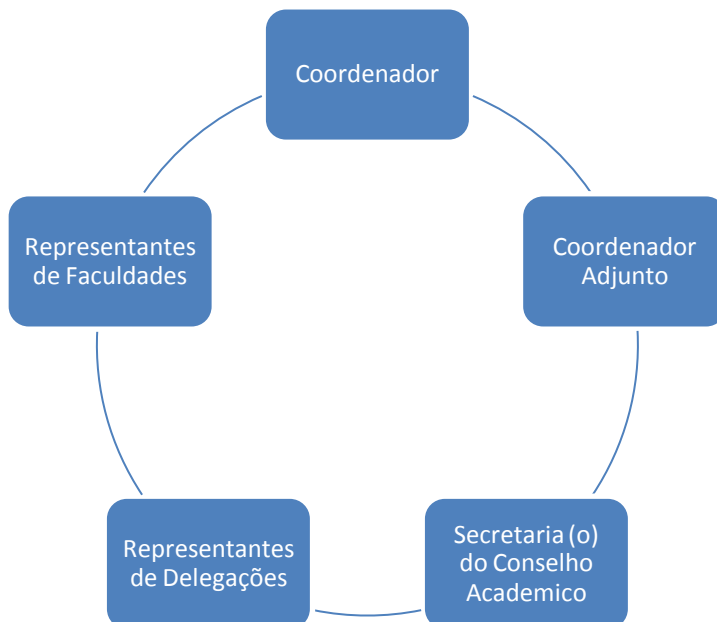 Coordenador
Coordenador
Adjunto
Secretaria (o)
do Conselho
Academico
Representantes
de Delegações
Representantes
de Faculdades